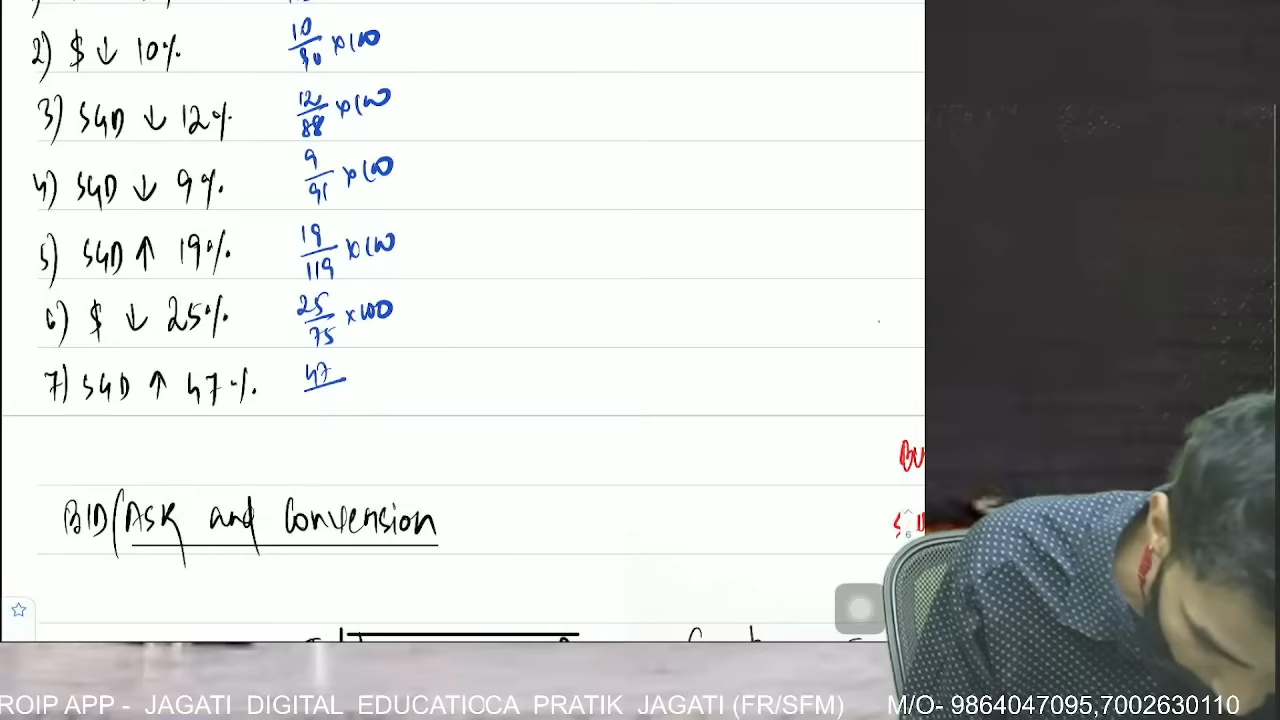 2) $ ↓ 10% 10/90 ×100
3) SGD ↓ 12% 12/88 ×100
4) SGD ↓ 9% 9/91 ×100
5) SGD ↑ 19% 19/119 ×100
6) $ ↓ 25% 25/75 ×100
7) SGD ↑ 47% 47
BID/ASK and Conversion
6
ROIP APP - JAGATI DIGITAL EDUCATICCA PRATIK JAGATI (FR/SFM) M/O- 9864047095,7002630110